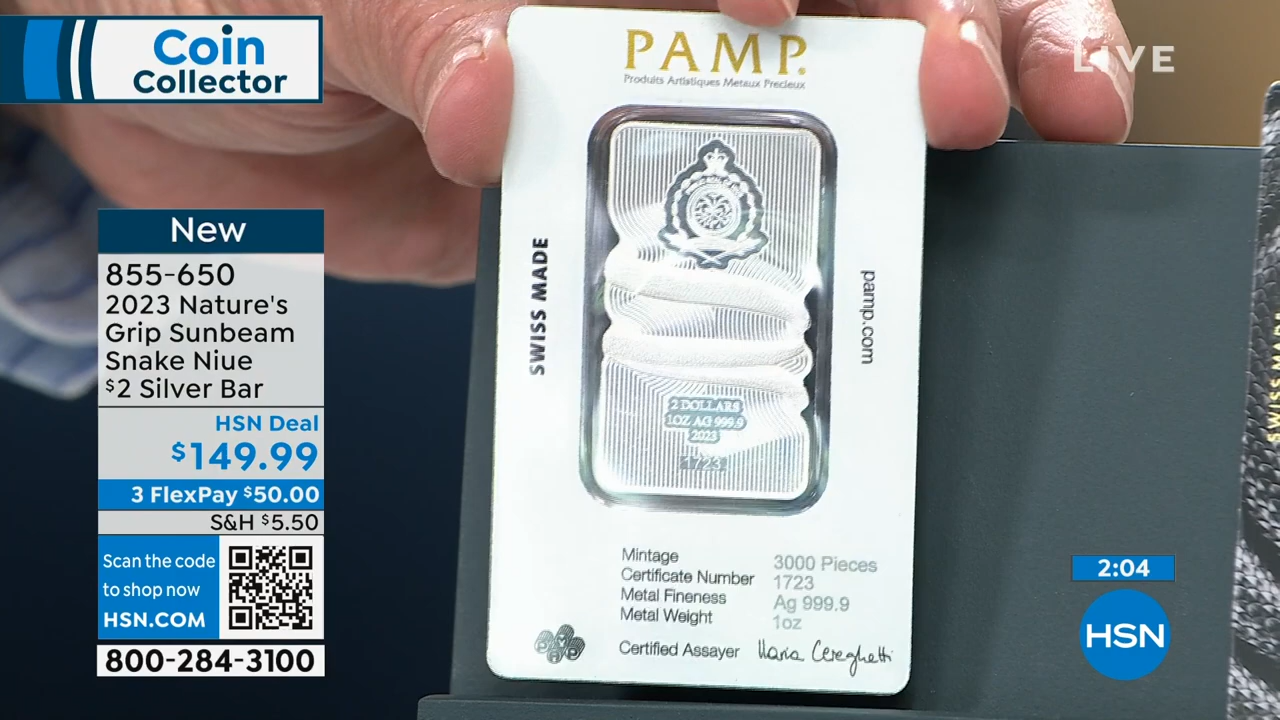 Coin
Collector
LIVE
New
855-650
2023 Nature's
Grip Sunbeam
Snake Niue
$2 Silver Bar
HSN Deal
$149.99
3 FlexPay $50.00
S&H $5.50
Scan the code
to shop now
HSN.COM
800-284-3100
PAMP.
Produits Artistiques Metaux Precieux
SWISS MADE
pamp.com
2 DOLLARS
1OZ AG 999.9
2023
1723
Mintage 3000 Pieces
Certificate Number 1723
Metal Fineness Ag 999.9
Metal Weight 1oz
Certified Assayer
2:04
HSN